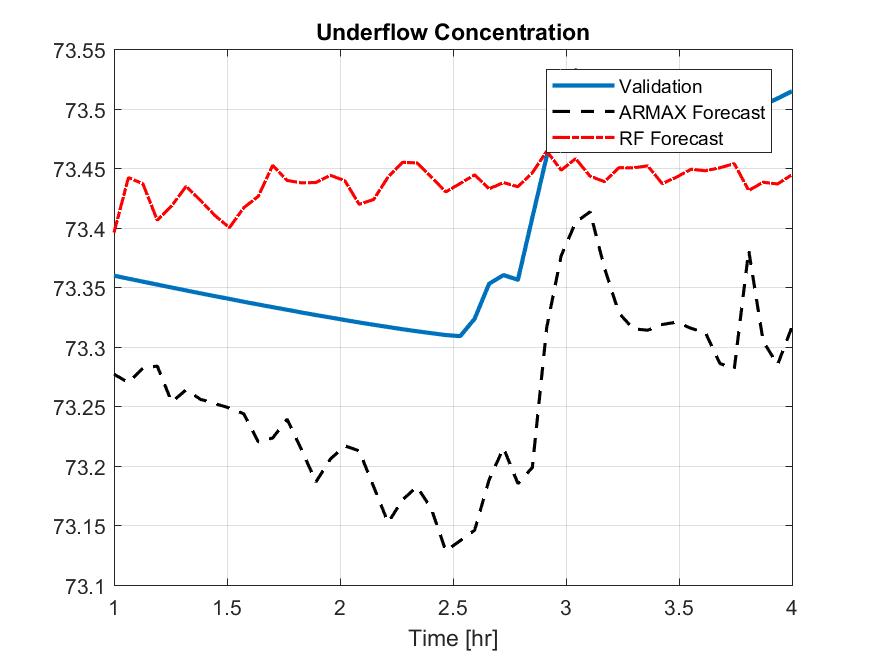 Underflow Concentration
73.55
73.5
73.45
73.4
73.35
73.3
73.25
73.2
73.15
73.1
Validation
ARMAX Forecast
RF Forecast
1 1.5 2 2.5 3 3.5 4
Time [hr]